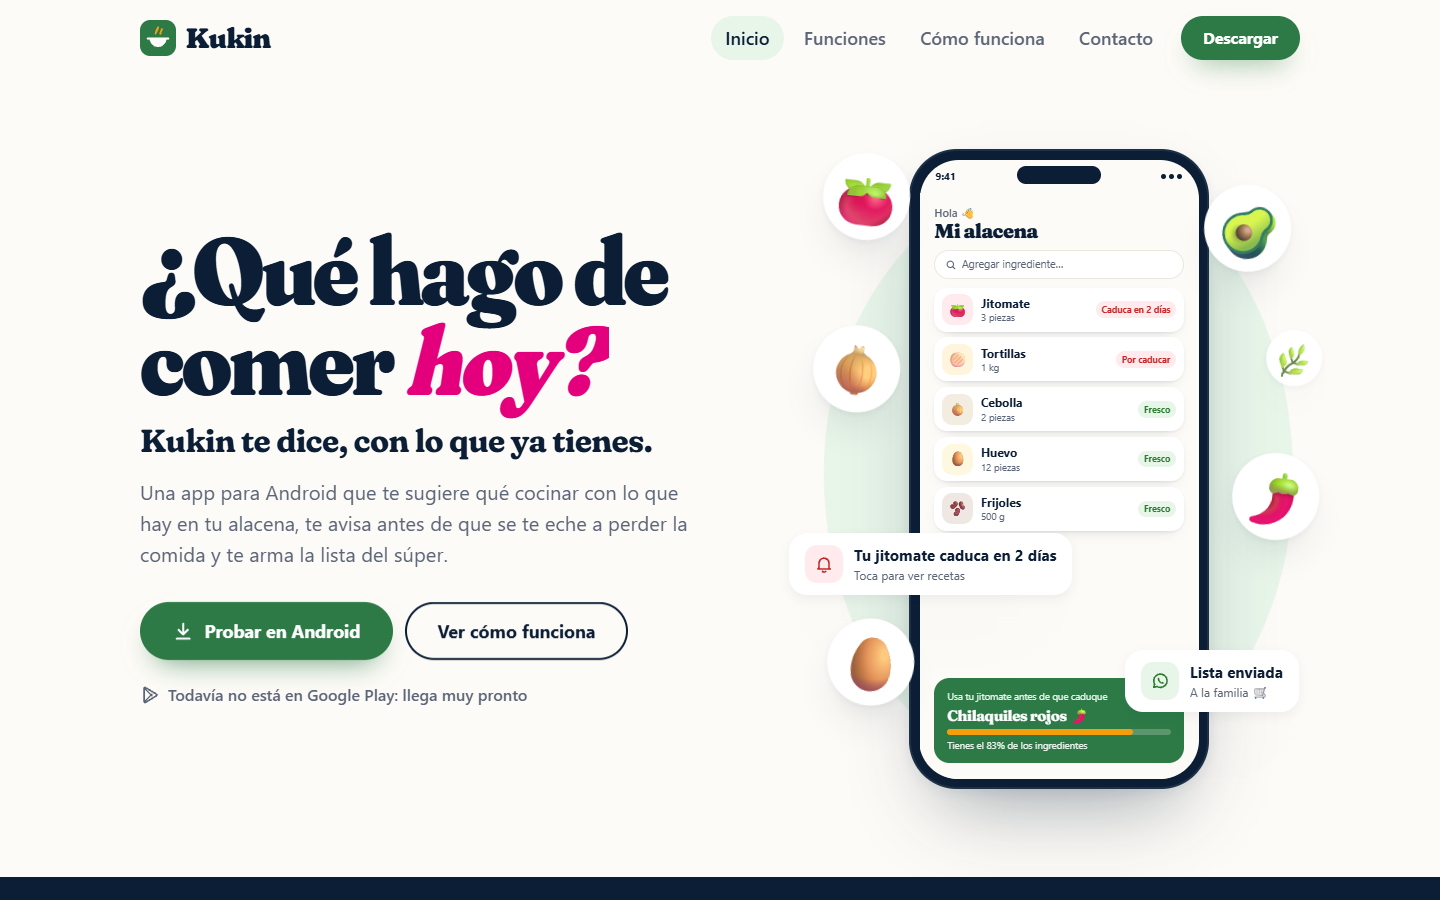 Kukin
Inicio
Funciones
Cómo funciona
Contacto
Descargar
¿Qué hago de
comer hoy?
Kukin te dice, con lo que ya tienes.
Una app para Android que te sugiere qué cocinar con lo que
hay en tu alacena, te avisa antes de que se te eche a perder la
comida y te arma la lista del súper.
Probar en Android
Ver cómo funciona
Todavía no está en Google Play: llega muy pronto
9:41
Hola
Mi alacena
Agregar ingrediente...
Jitomate
3 piezas
Caduca en 2 días
Tortillas
1 kg
Por caducar
Cebolla
2 piezas
Fresco
Huevo
12 piezas
Fresco
Frijoles
500 g
Fresco
Tu jitomate caduca en 2 días
Toca para ver recetas
Lista enviada
A la familia
Usa tu jitomate antes de que caduque
Chilaquiles rojos
Tienes el 83% de los ingredientes